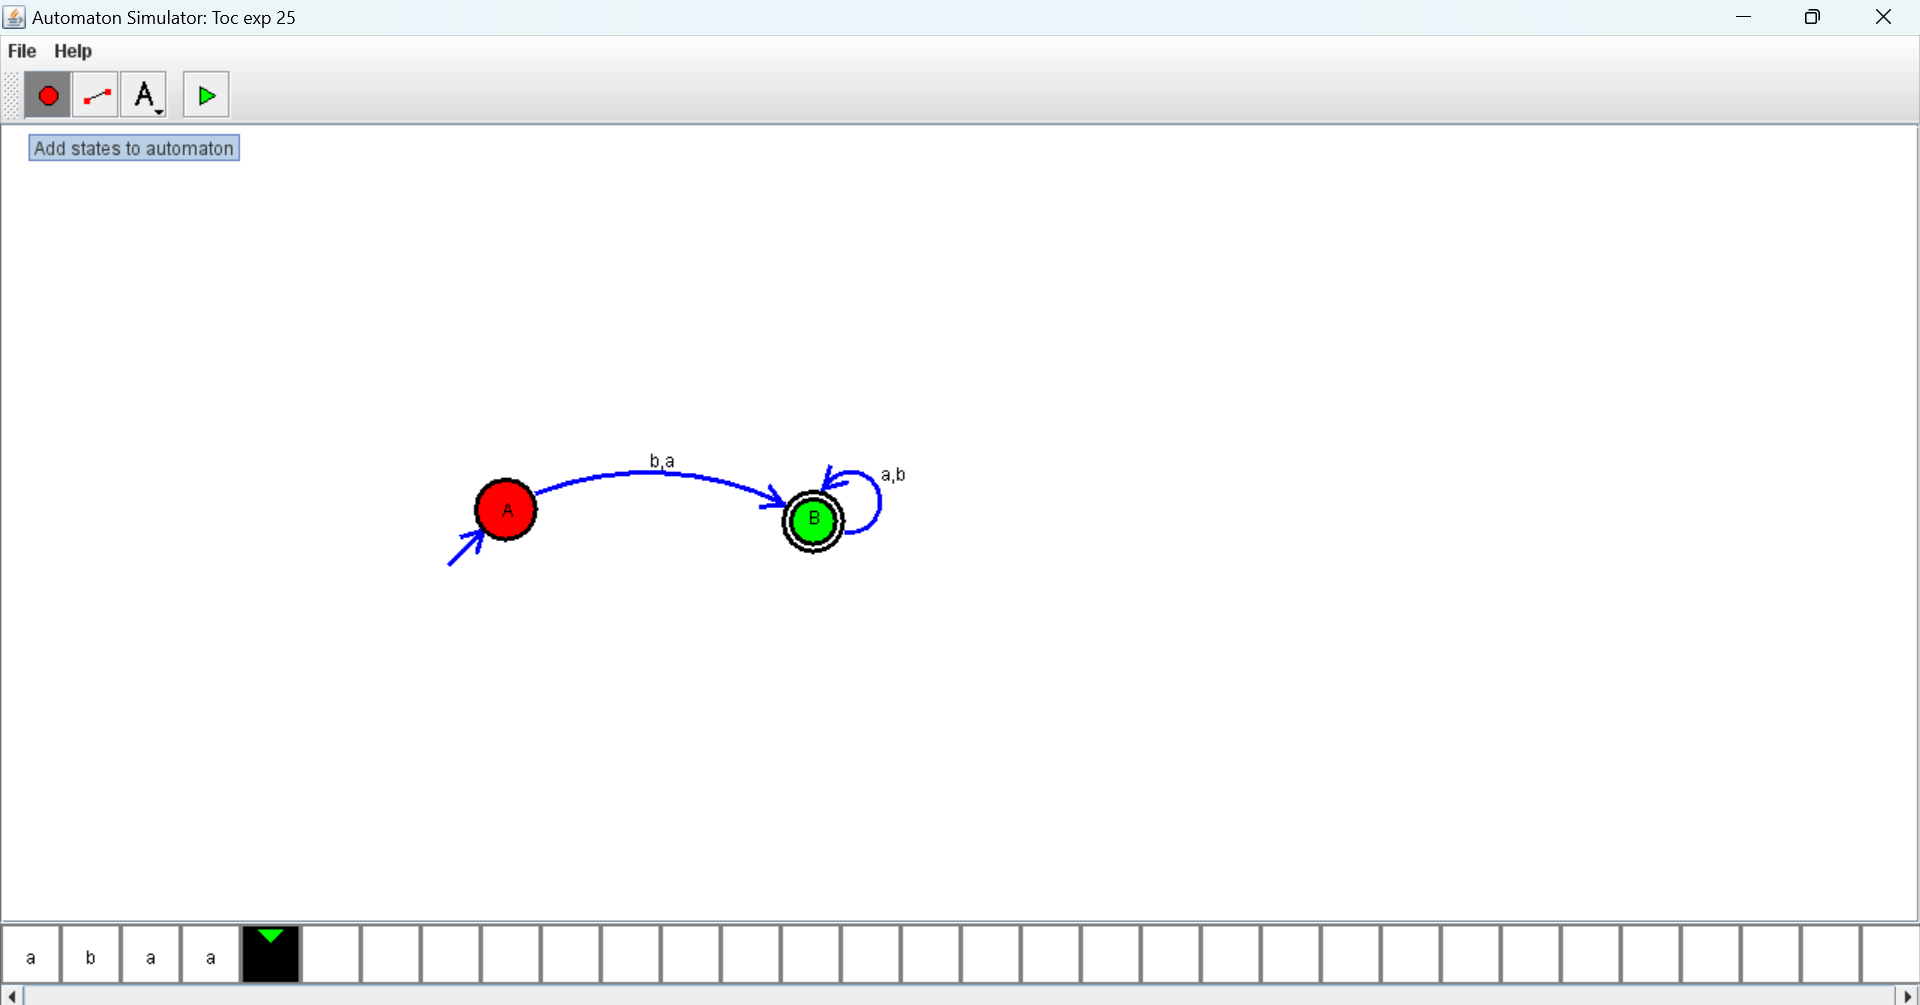 Automaton Simulator: Toc exp 25
File Help
A
Add states to automaton
b,a
a,b
A
B
a b a a